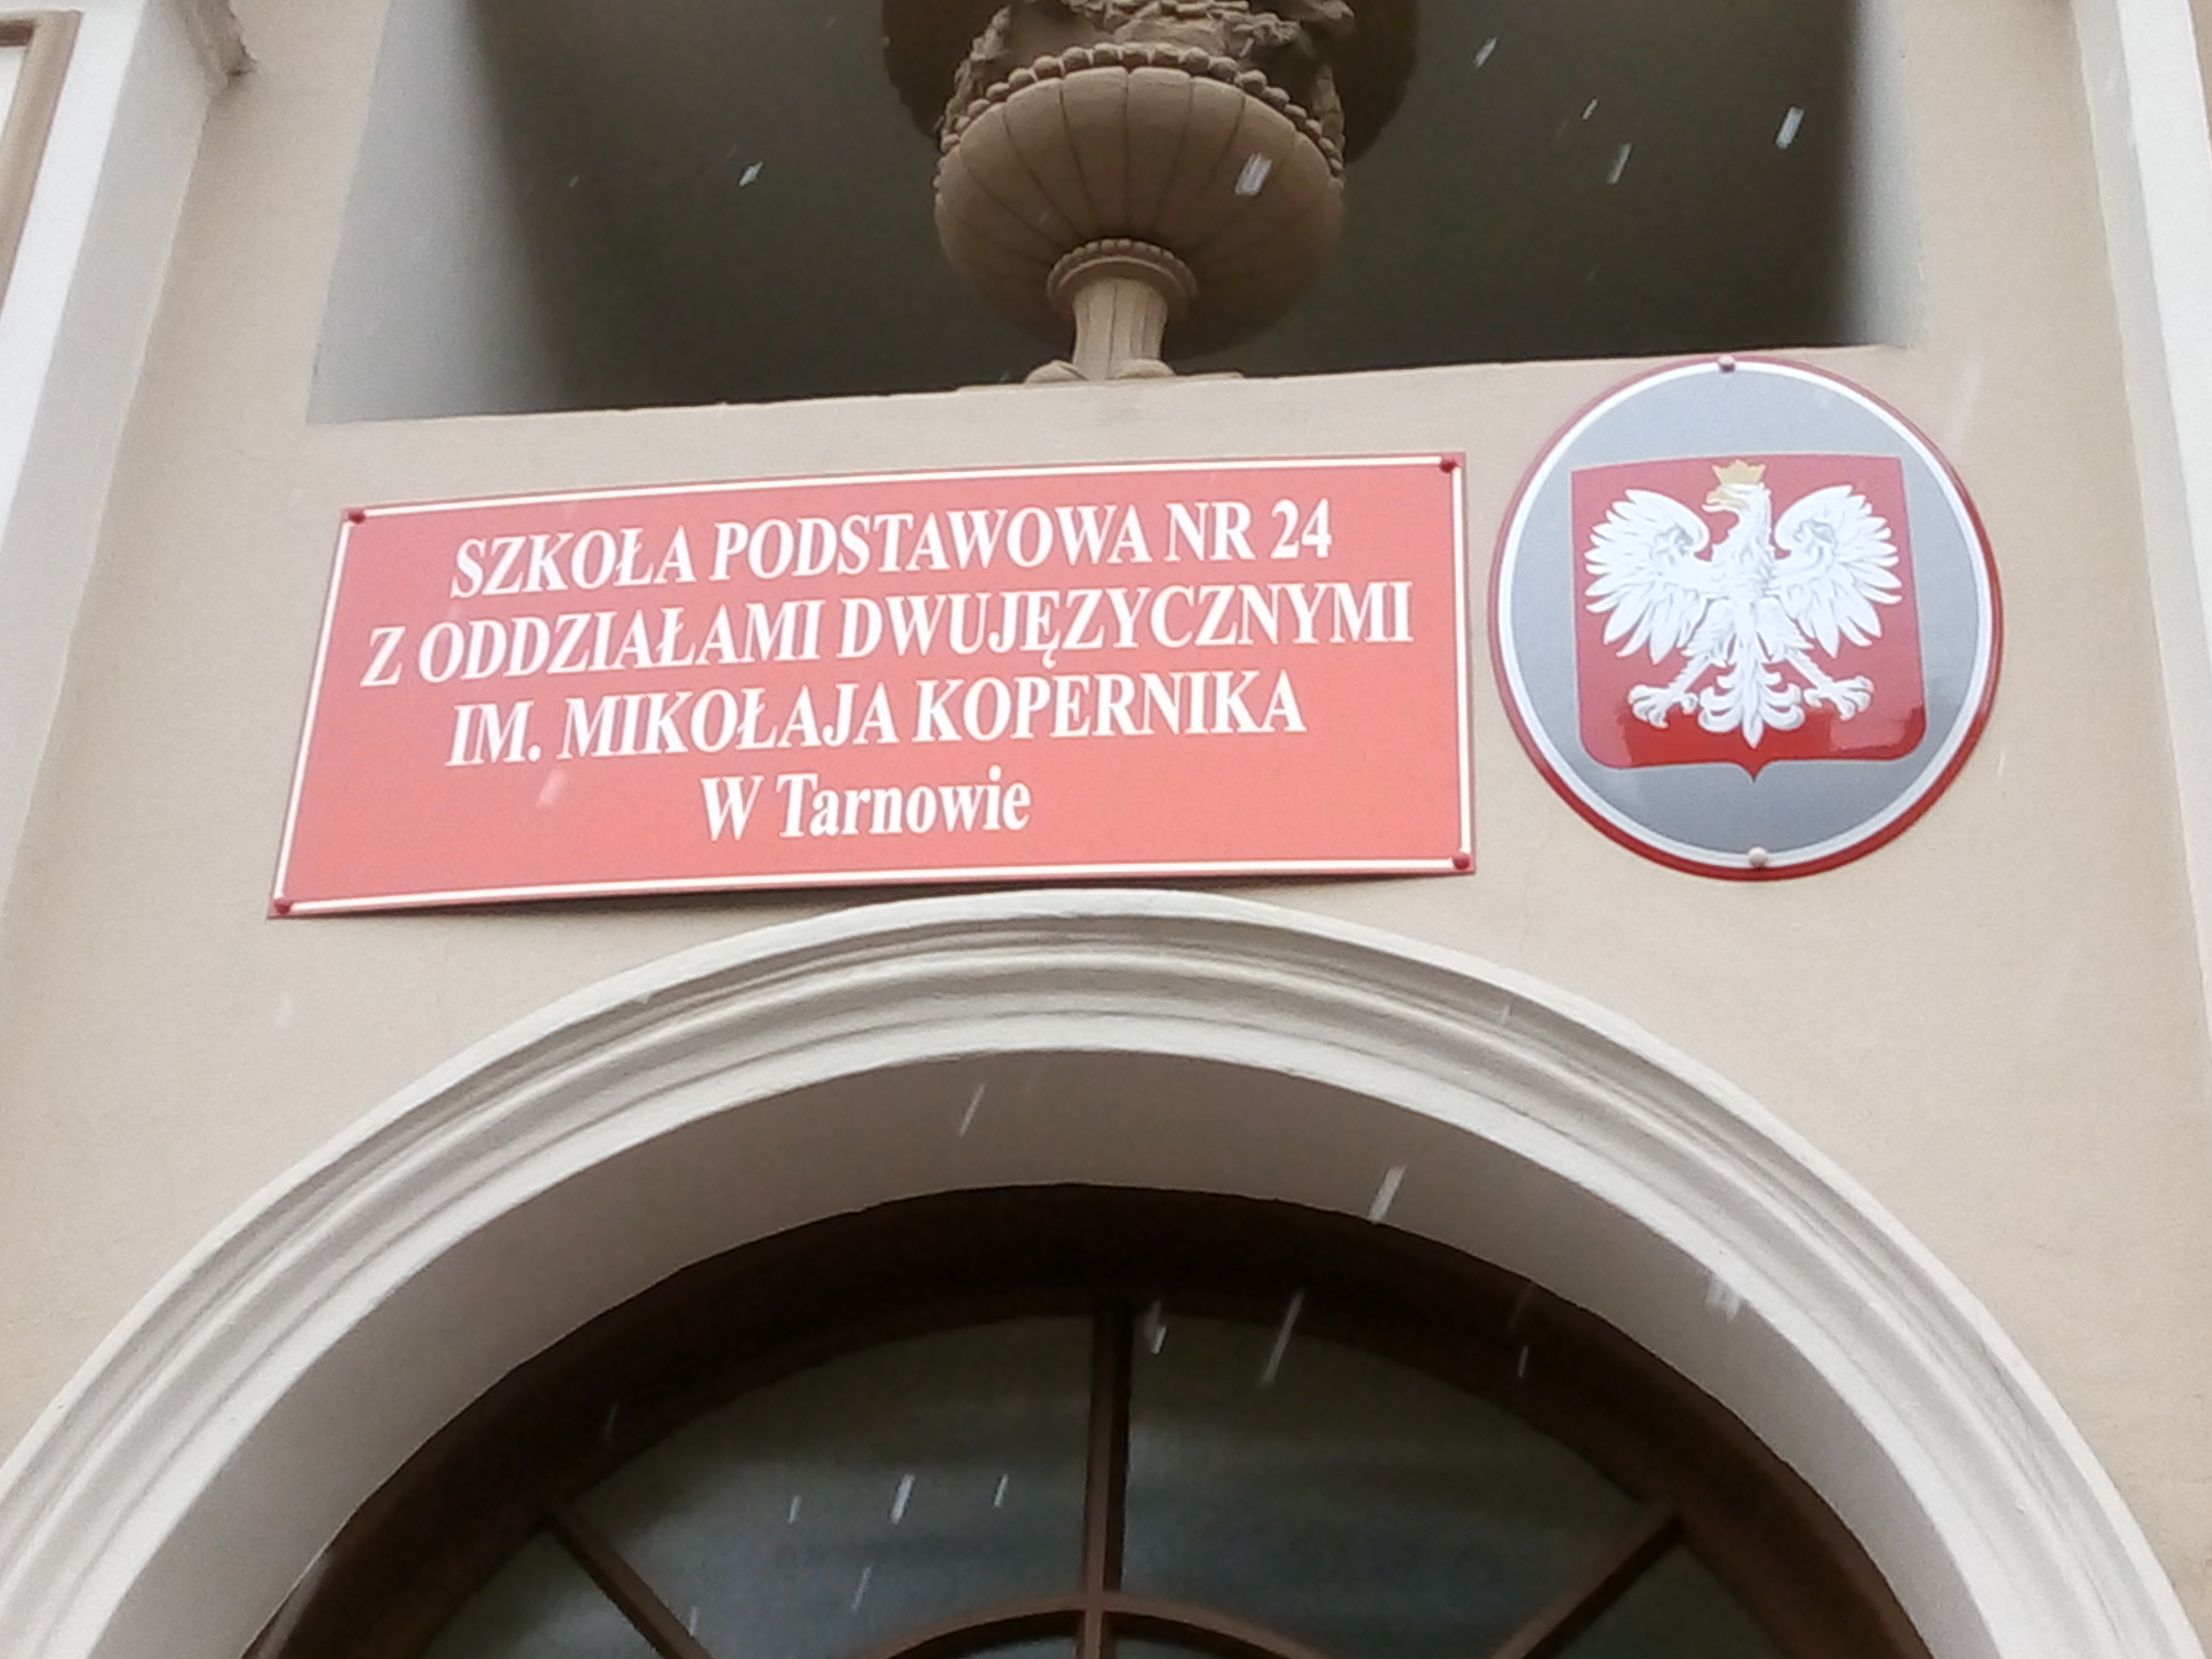 SZKOŁA PODSTAWOWA NR 24
Z ODDZIAŁAMI DWUJĘZYCZNYMI
IM. MIKOŁAJA KOPERNIKA
W Tarnowie